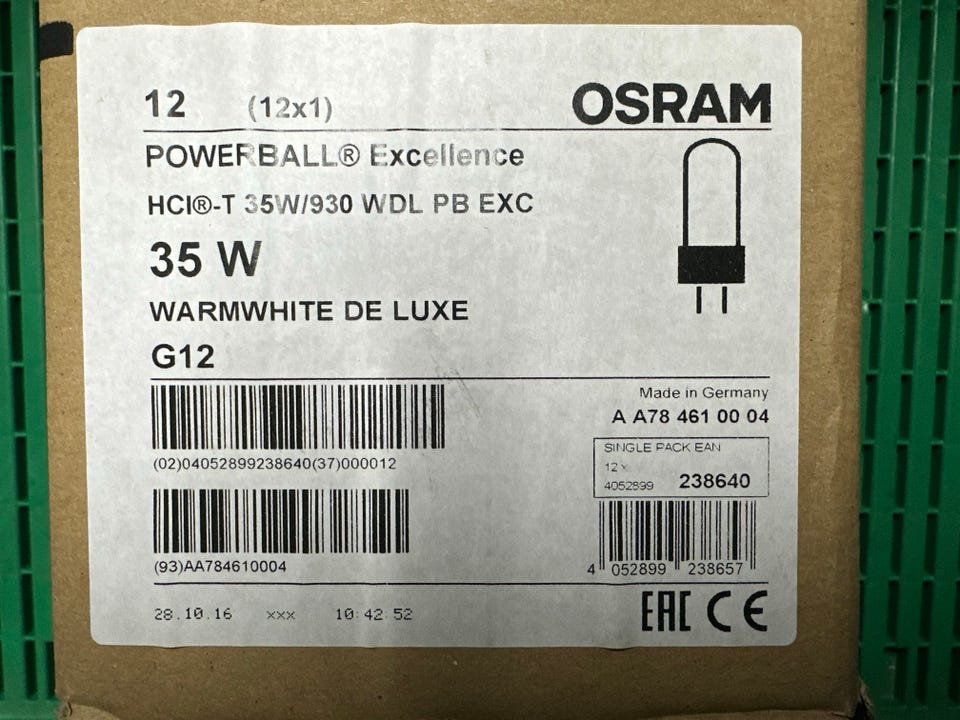 12 (12x1) OSRAM
POWERBALL® Excellence
HCI®-T 35W/930 WDL PB EXC
35 W
WARMWHITE DE LUXE
G12
Made in Germany
A A78 461 00 04
(02)04052899238640(37)000012
SINGLE PACK EAN
12 x
4052899 238640
(93)AA784610004
4 052899 238657
28.10.16 xxx 10:42:52
EAC CE